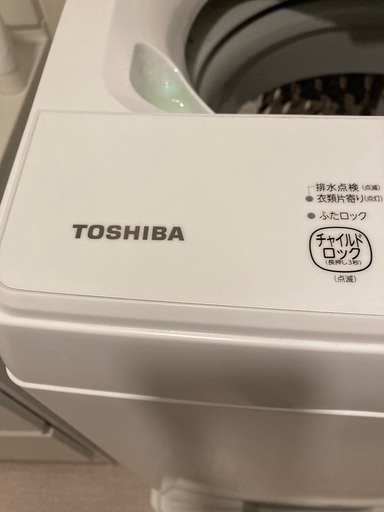 排水点検(点滅)
衣類片寄り(点灯)
ふたロック
TOSHIBA
チャイルド
ロック
(長押し3秒)
(点滅)